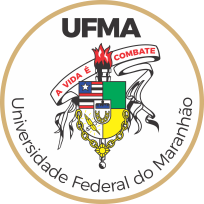 UFMA
A VIDA É COMBATE
Universidade Federal do Maranhão